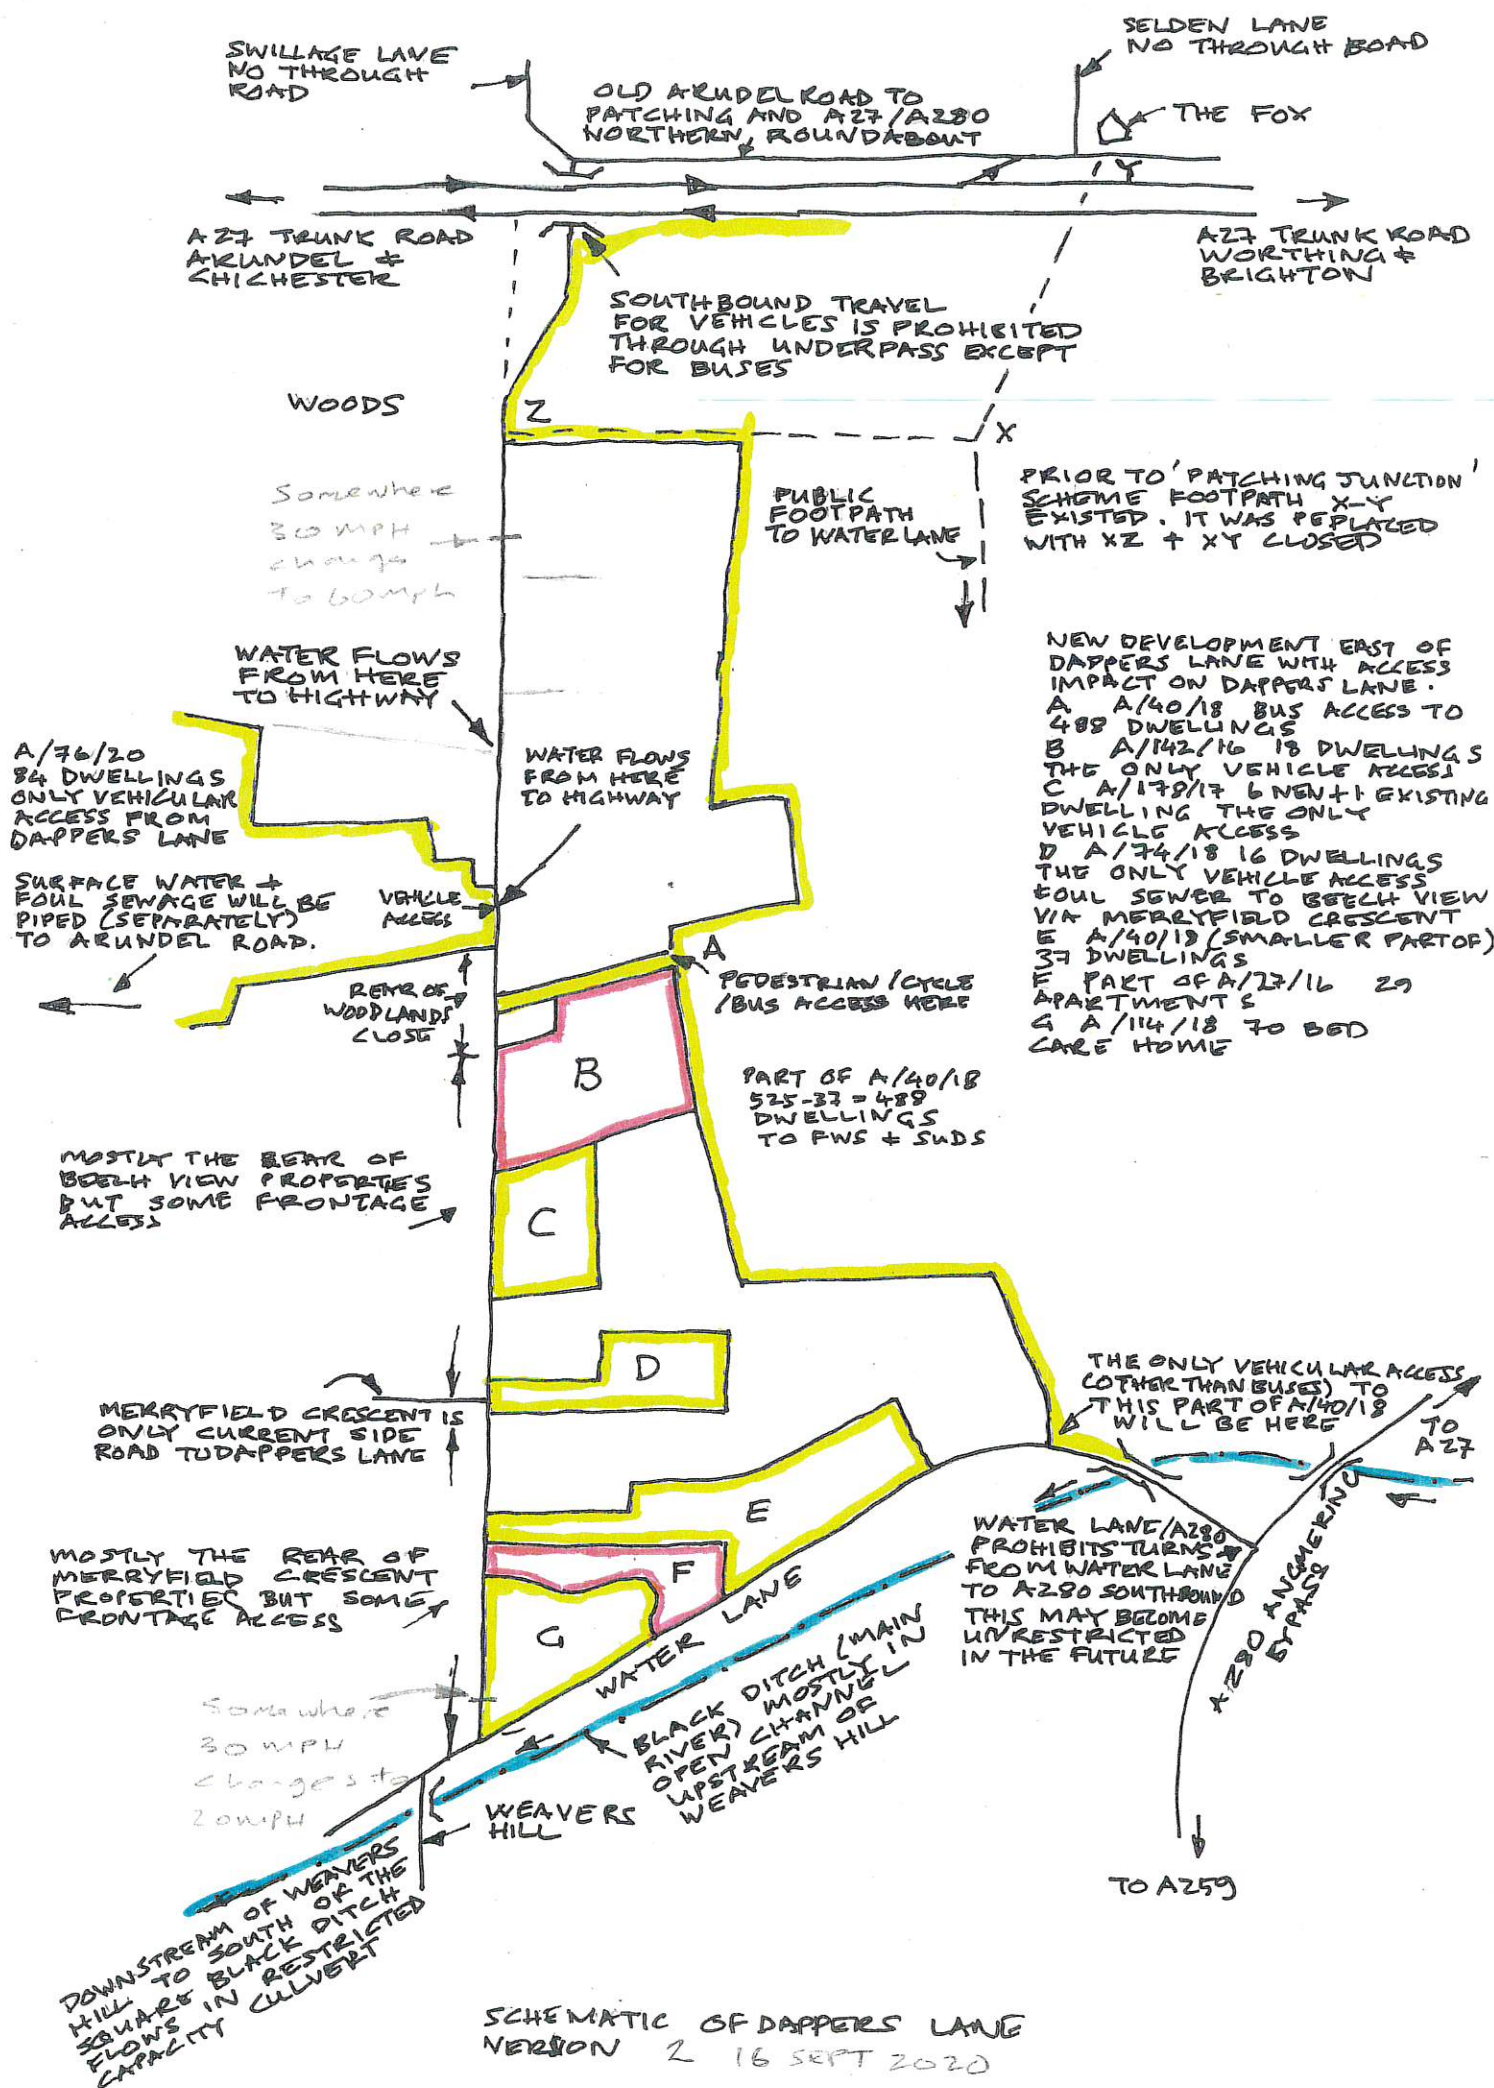 SELDEN LANE
NO THROUGH ROAD
SWILLAGE LANE
NO THROUGH
ROAD
OLD ARUDEL ROAD TO
PATCHING AND A27/A280
NORTHERN ROUNDABOUT
THE FOX
Y
A27 TRUNK ROAD
ARUNDEL &
CHICHESTER
A27 TRUNK ROAD
WORTHING &
BRIGHTON
SOUTHBOUND TRAVEL
FOR VEHICLES IS PROHIBITED
THROUGH UNDERPASS EXCEPT
FOR BUSES
WOODS
Z
X
PUBLIC
FOOTPATH
TO WATER LANE
PRIOR TO 'PATCHING JUNCTION'
SCHEME FOOTPATH X-Y
EXISTED. IT WAS REPLACED
WITH XZ + XY CLOSED
Somewhere
30 MPH
change
To 60mph
WATER FLOWS
FROM HERE
TO HIGHWAY
WATER FLOWS
FROM HERE
TO HIGHWAY
NEW DEVELOPMENT EAST OF
DAPPERS LANE WITH ACCESS
IMPACT ON DAPPERS LANE.
A A/40/18 BUS ACCESS TO
488 DWELLINGS
B A/142/16 18 DWELLINGS
THE ONLY VEHICLE ACCESS
C A/178/17 6 NEW + 1 EXISTING
DWELLING THE ONLY
VEHICLE ACCESS
D A/74/18 16 DWELLINGS
THE ONLY VEHICLE ACCESS
FOUL SEWER TO BEECH VIEW
VIA MERRYFIELD CRESCENT
E A/40/18 (SMALLER PART OF)
37 DWELLINGS
F PART OF A/27/16 29
APARTMENTS
G A/114/18 70 BED
CARE HOME
A/76/20
84 DWELLINGS
ONLY VEHICULAR
ACCESS FROM
DAPPERS LANE
SURFACE WATER +
FOUL SEWAGE WILL BE
PIPED (SEPARATELY)
TO ARUNDEL ROAD.
VEHICLE
ACCESS
A
PEDESTRIAN/CYCLE
/BUS ACCESS HERE
REAR OF
WOODLANDS
CLOSE
B
PART OF A/40/18
525-37=488
DWELLINGS
TO FWS & SUDS
MOSTLY THE REAR OF
BEECH VIEW PROPERTIES
BUT SOME FRONTAGE
ACCESS
C
D
MERRYFIELD CRESCENT IS
ONLY CURRENT SIDE
ROAD TO DAPPERS LANE
THE ONLY VEHICULAR ACCESS
(OTHER THAN BUSES) TO
THIS PART OF A/40/18
WILL BE HERE
TO
A27
E
WATER LANE/A280
PROHIBITS TURNS
FROM WATER LANE
TO A280 SOUTHBOUND
THIS MAY BECOME
UNRESTRICTED
IN THE FUTURE
A280 ANGMERING
BYPASS
MOSTLY THE REAR OF
MERRYFIELD CRESCENT
PROPERTIES BUT SOME
FRONTAGE ACCESS
F
G
WATER LANE
BLACK DITCH (MAIN
RIVER) MOSTLY IN
OPEN CHANNEL
UPSTREAM OF
WEAVERS HILL
Somewhere
30 MPH
changes to
20 MPH
WEAVERS
HILL
TO A259
DOWNSTREAM OF WEAVERS
HILL TO SOUTH OF THE
SQUARE BLACK DITCH
FLOWS IN RESTRICTED
CAPACITY CULVERT
SCHEMATIC OF DAPPERS LANE
VERSION 2 16 SEPT 2020